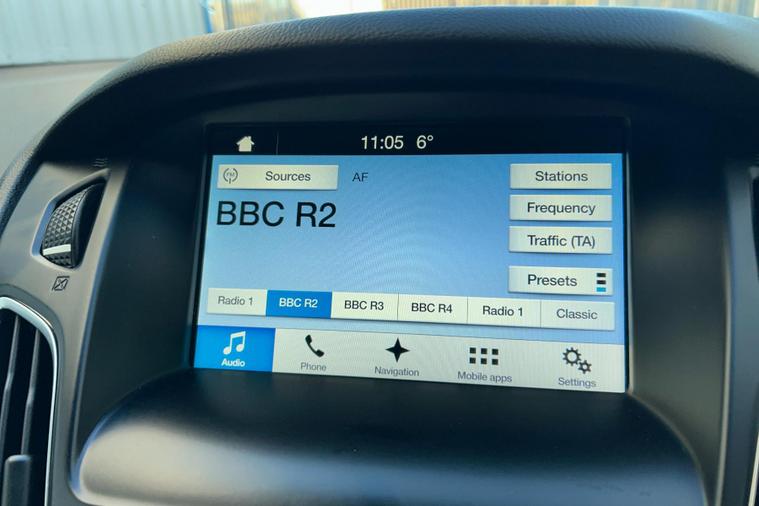 11:05 6°
FM Sources AF Stations
BBC R2 Frequency
Traffic (TA)
Presets
Radio 1 BBC R2 BBC R3 BBC R4 Radio 1 Classic
Audio Phone Navigation Mobile apps Settings